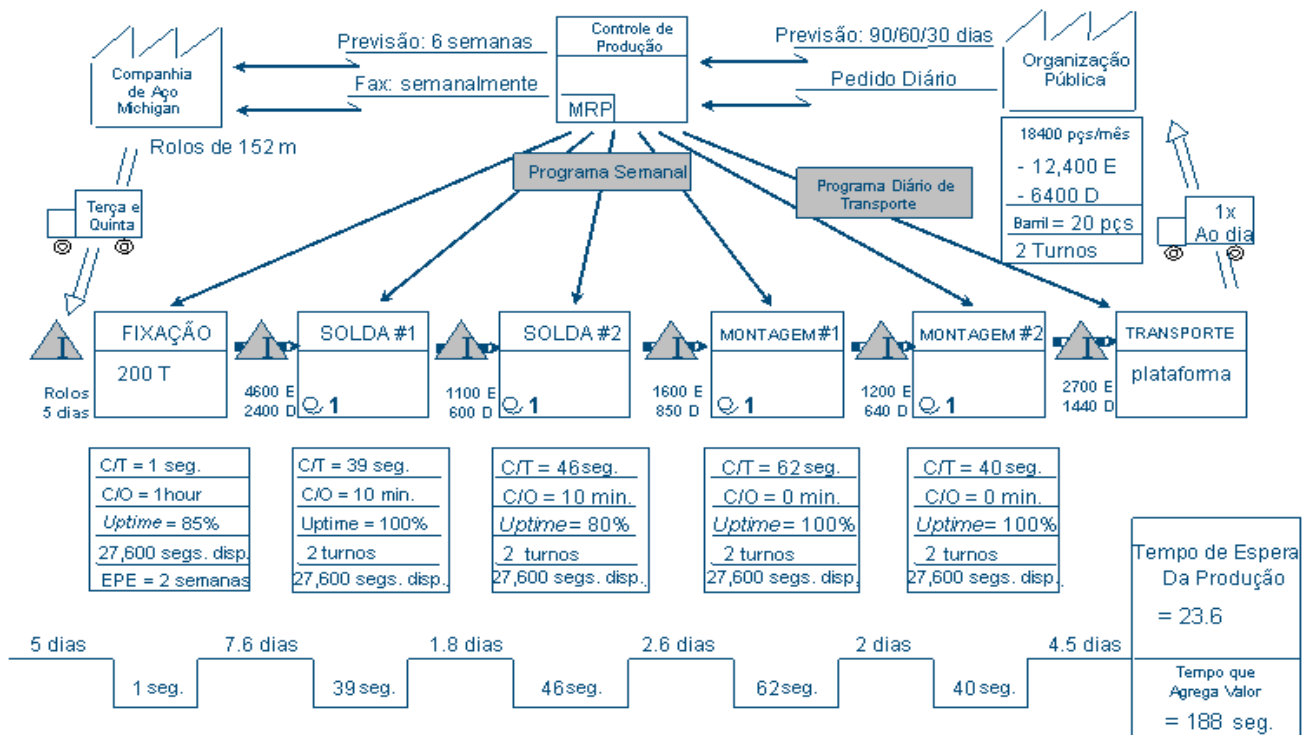 Companhia
de Aço
Michigan
Previsão: 6 semanas
Fax: semanalmente
Controle de
Produção
MRP
Previsão: 90/60/30 dias
Pedido Diário
Organização
Pública
Rolos de 152 m
Terça e
Quinta
Programa Semanal
Programa Diário de
Transporte
18400 pçs/mês
- 12,400 E
- 6400 D
Barril = 20 pçs
2 Turnos
1x
Ao dia
I
Rolos
5 dias
FIXAÇÃO
200 T
I
4600 E
2400 D
SOLDA #1
1
I
1100 E
600 D
SOLDA #2
1
I
1600 E
850 D
MONTAGEM #1
1
I
1200 E
640 D
MONTAGEM #2
1
I
2700 E
1440 D
TRANSPORTE
plataforma
C/T = 1 seg.
C/O = 1hour
Uptime = 85%
27,600 segs. disp.
EPE = 2 semanas
C/T = 39 seg.
C/O = 10 min.
Uptime = 100%
2 turnos
27,600 segs. disp.
C/T = 46seg.
C/O = 10 min.
Uptime = 80%
2 turnos
27,600 segs. disp.
C/T = 62seg.
C/O = 0 min.
Uptime = 100%
2 turnos
27,600 segs. disp.
C/T = 40seg.
C/O = 0 min.
Uptime = 100%
2 turnos
27,600 segs. disp.
5 dias
1 seg.
7.6 dias
39 seg.
1.8 dias
46seg.
2.6 dias
62seg.
2 dias
40seg.
4.5 dias
Tempo de Espera
Da Produção
= 23.6
Tempo que
Agrega Valor
= 188 seg.